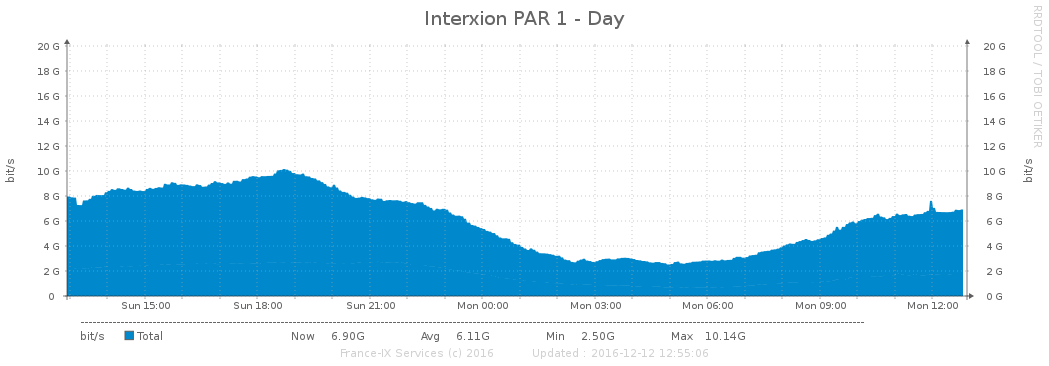 Interxion PAR 1 - Day
RRDTOOL / TOBI OETIKER
bit/s
20 G 20 G
18 G 18 G
16 G 16 G
14 G 14 G
12 G 12 G
10 G 10 G
8 G 8 G
6 G 6 G
4 G 4 G
2 G 2 G
0 0 G
bit/s
Sun 15:00 Sun 18:00 Sun 21:00 Mon 00:00 Mon 03:00 Mon 06:00 Mon 09:00 Mon 12:00
bit/s Total Now 6.90G Avg 6.11G Min 2.50G Max 10.14G
France-IX Services (c) 2016 Updated : 2016-12-12 12:55:06